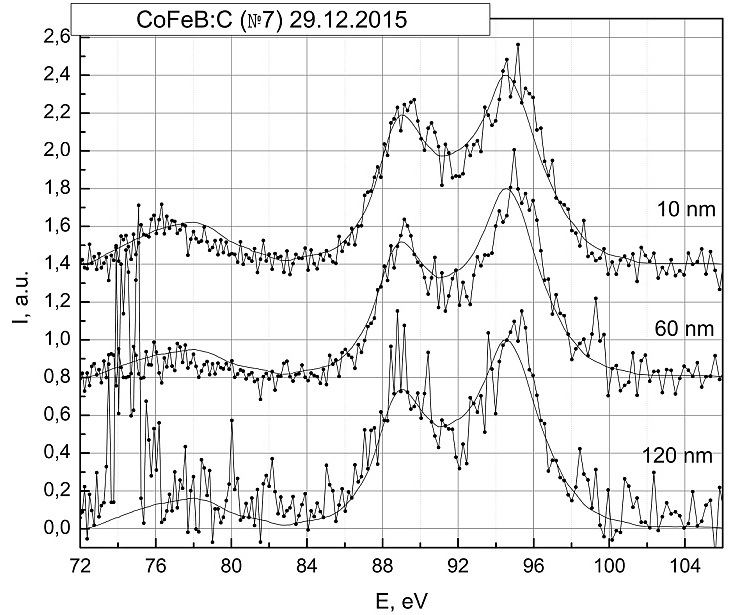 CoFeB:C (№7) 29.12.2015
2,6
2,4
2,2
2,0
1,8
1,6
1,4
1,2
1,0
0,8
0,6
0,4
0,2
0,0
I, a.u.
10 nm
60 nm
120 nm
72 76 80 84 88 92 96 100 104
E, eV